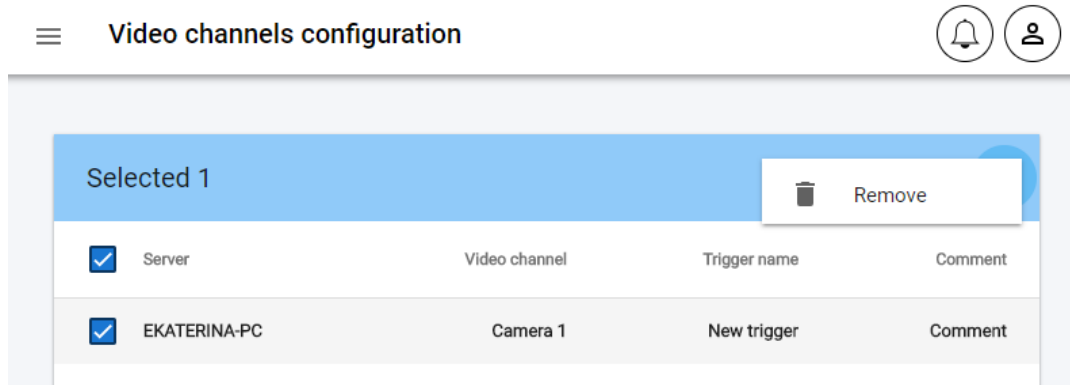 Video channels configuration
Selected 1
Remove
Server Video channel Trigger name Comment
EKATERINA-PC Camera 1 New trigger Comment